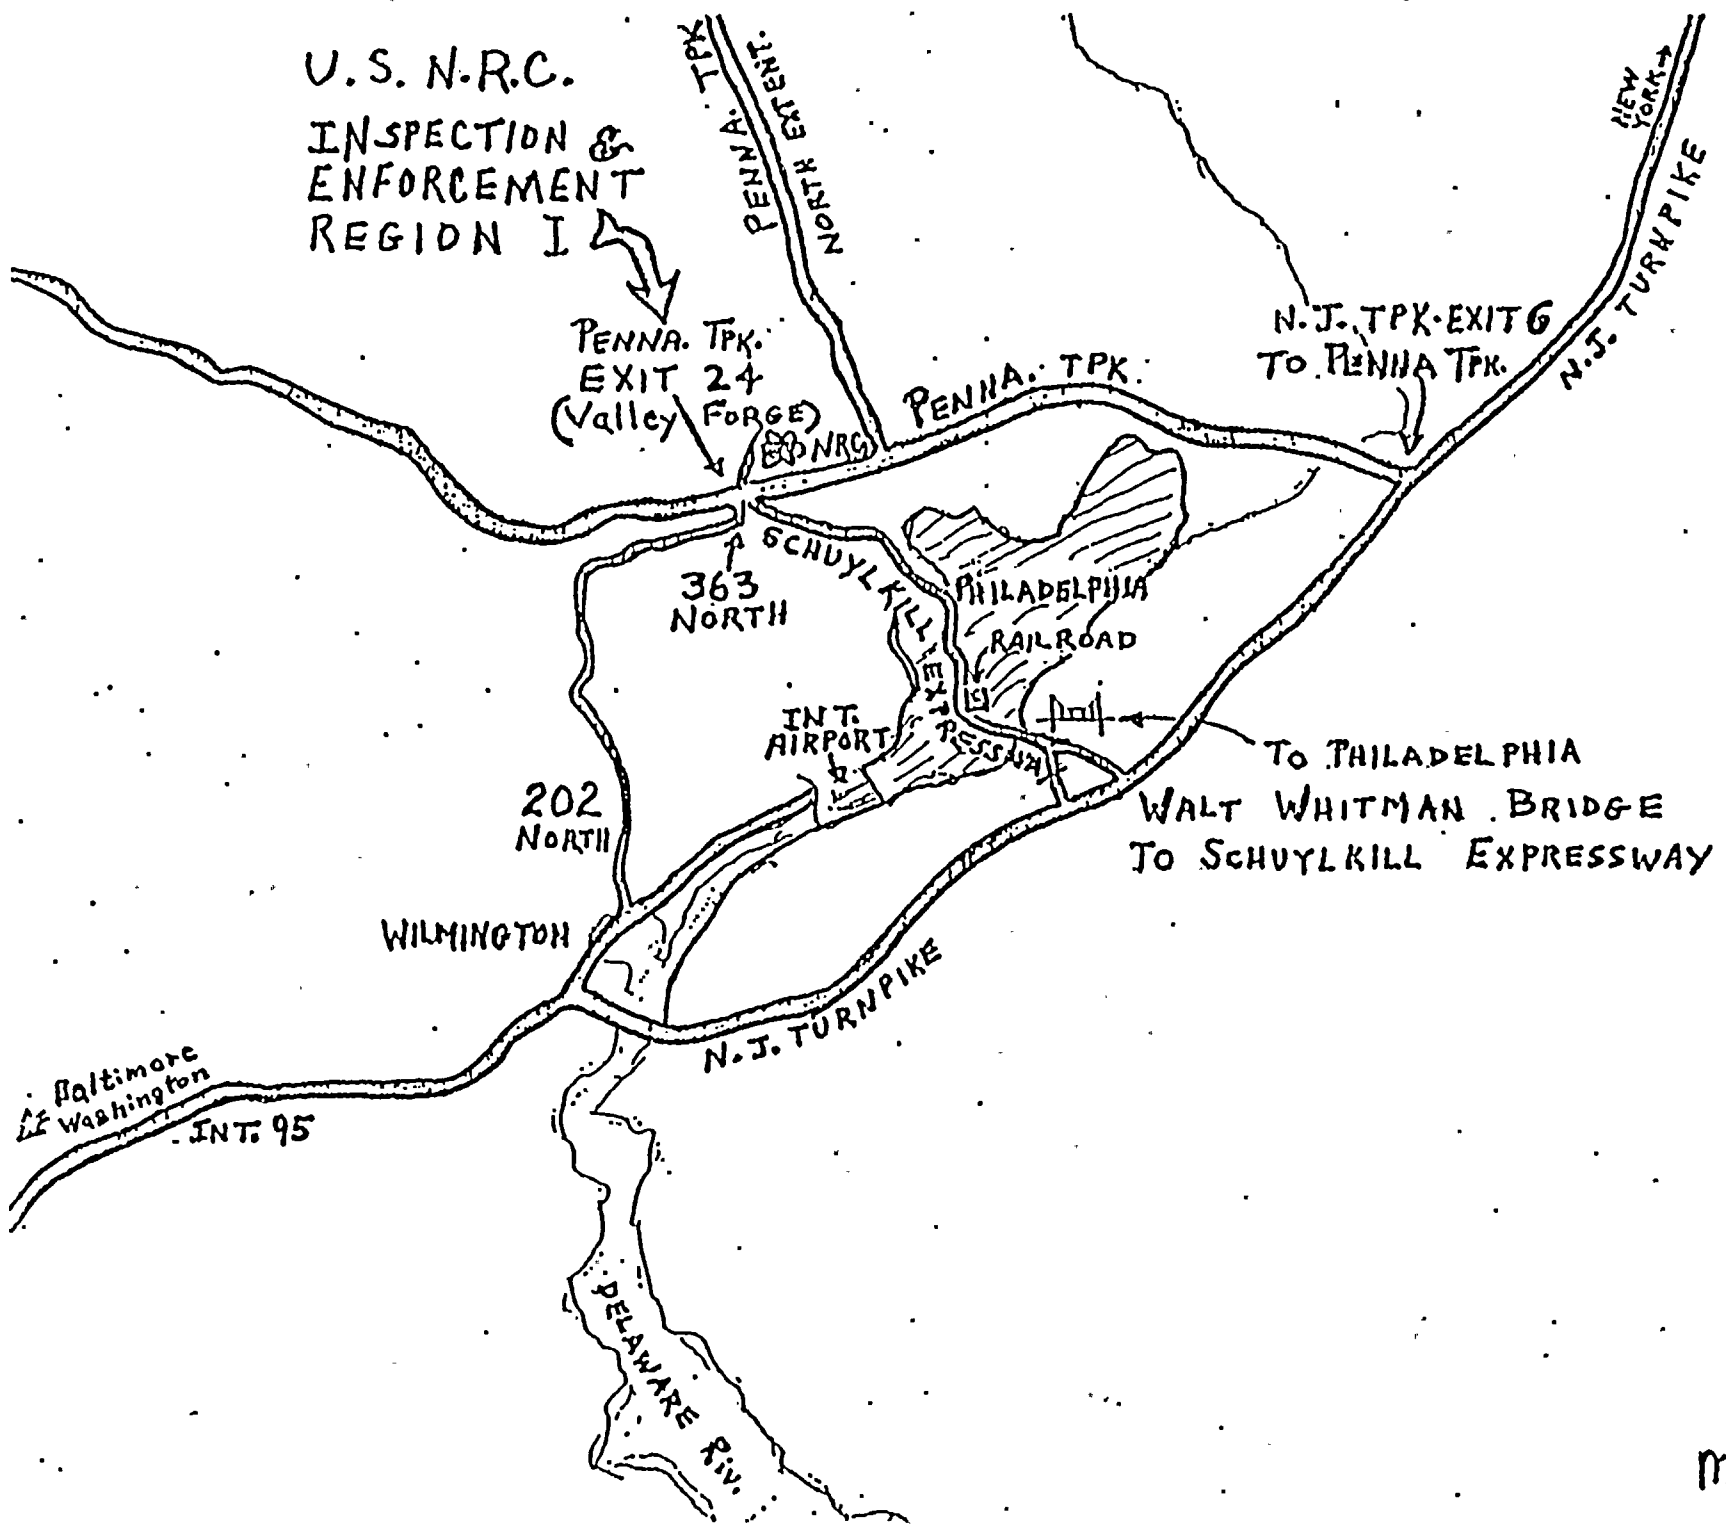 U.S. N.R.C.
INSPECTION &
ENFORCEMENT
REGION I
PENNA. TPK
NORTH EXTENT.
NEW
YORK→
N.J. TURNPIKE
PENNA. TPK.
EXIT 24
(Valley FORGE)
NRC
PENNA. TPK.
N.J. TPK. EXIT 6
TO PENNA TPK.
363
NORTH
SCHUYLKILL EXPRESSWAY
PHILADELPHIA
RAILROAD
INT.
AIRPORT
TO PHILADELPHIA
WALT WHITMAN BRIDGE
TO SCHUYLKILL EXPRESSWAY
202
NORTH
WILMINGTON
N.J. TURNPIKE
Baltimore
Washington
INT. 95
DELAWARE Riv.